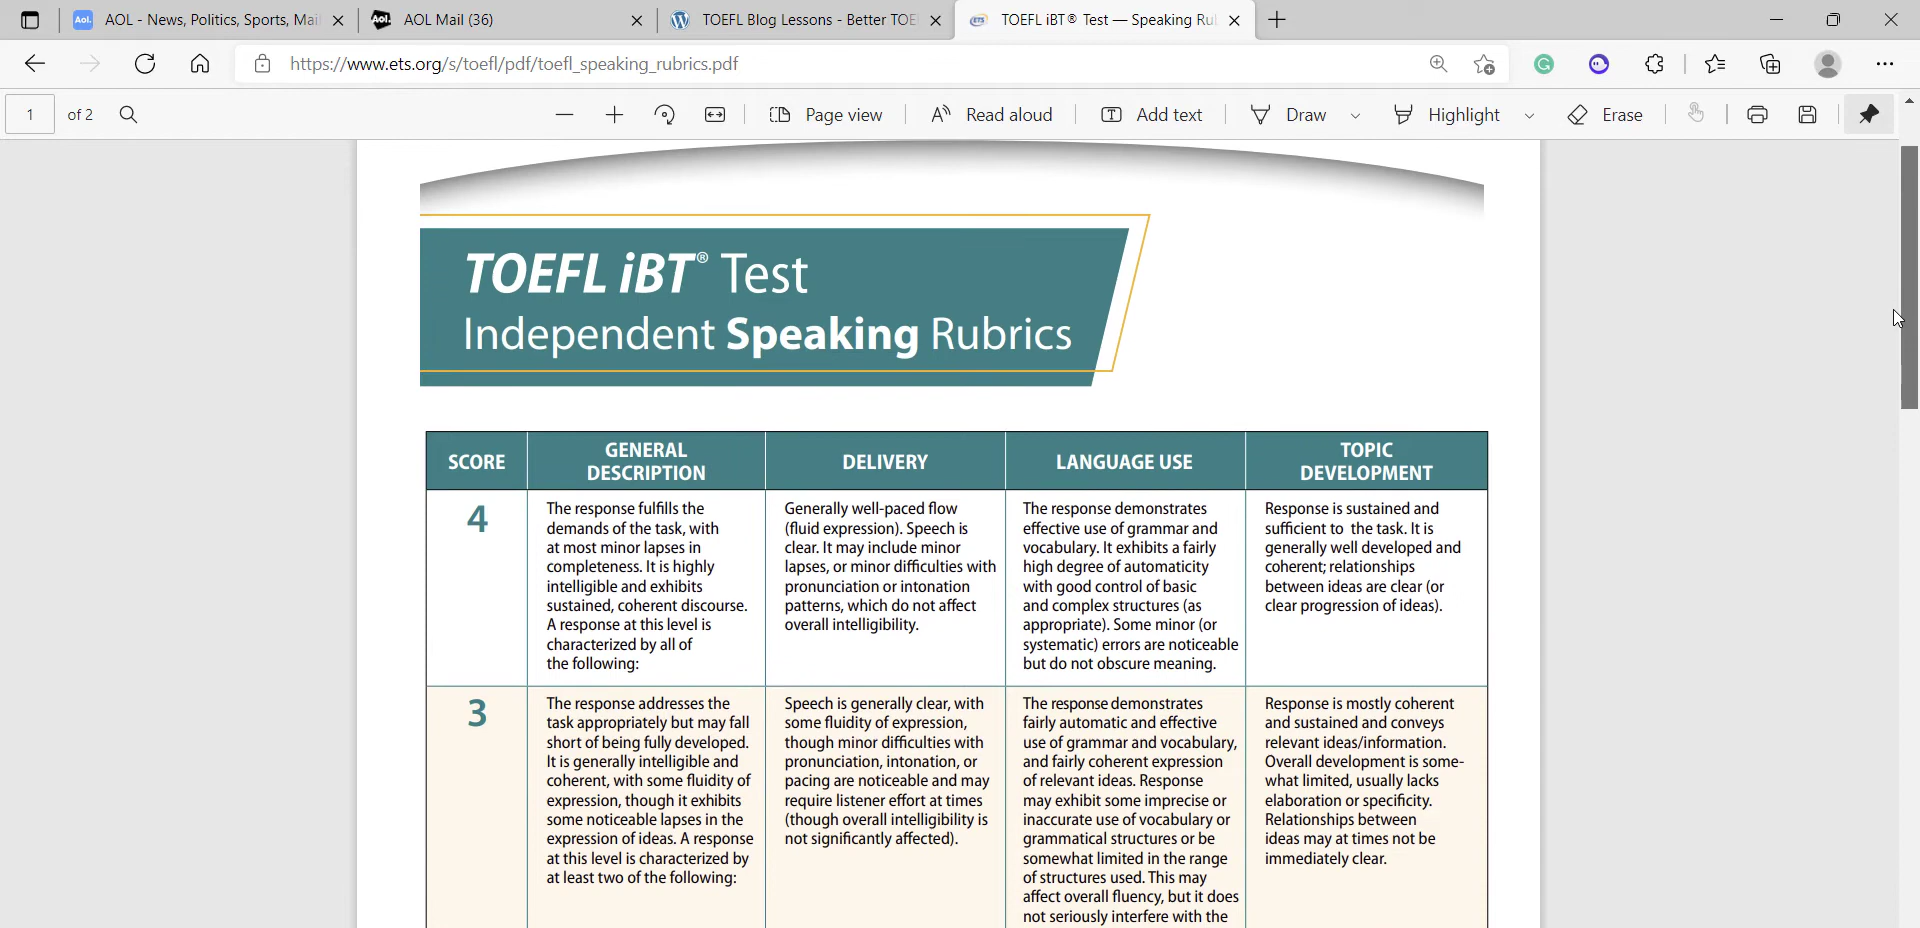 AOL - News, Politics, Sports, Mai
AOL Mail (36)
TOEFL Blog Lessons - Better TOE
TOEFL iBT® Test — Speaking Ru
https://www.ets.org/s/toefl/pdf/toefl_speaking_rubrics.pdf
1 of 2
Page view
Read aloud
Add text
Draw
Highlight
Erase
TOEFL iBT® Test
Independent Speaking Rubrics
SCORE
GENERAL
DESCRIPTION
DELIVERY
LANGUAGE USE
TOPIC
DEVELOPMENT
4
The response fulfills the
demands of the task, with
at most minor lapses in
completeness. It is highly
intelligible and exhibits
sustained, coherent discourse.
A response at this level is
characterized by all of
the following:
Generally well-paced flow
(fluid expression). Speech is
clear. It may include minor
lapses, or minor difficulties with
pronunciation or intonation
patterns, which do not affect
overall intelligibility.
The response demonstrates
effective use of grammar and
vocabulary. It exhibits a fairly
high degree of automaticity
with good control of basic
and complex structures (as
appropriate). Some minor (or
systematic) errors are noticeable
but do not obscure meaning.
Response is sustained and
sufficient to the task. It is
generally well developed and
coherent; relationships
between ideas are clear (or
clear progression of ideas).
3
The response addresses the
task appropriately but may fall
short of being fully developed.
It is generally intelligible and
coherent, with some fluidity of
expression, though it exhibits
some noticeable lapses in the
expression of ideas. A response
at this level is characterized by
at least two of the following:
Speech is generally clear, with
some fluidity of expression,
though minor difficulties with
pronunciation, intonation, or
pacing are noticeable and may
require listener effort at times
(though overall intelligibility is
not significantly affected).
The response demonstrates
fairly automatic and effective
use of grammar and vocabulary,
and fairly coherent expression
of relevant ideas. Response
may exhibit some imprecise or
inaccurate use of vocabulary or
grammatical structures or be
somewhat limited in the range
of structures used. This may
affect overall fluency, but it does
not seriously interfere with the
Response is mostly coherent
and sustained and conveys
relevant ideas/information.
Overall development is some-
what limited, usually lacks
elaboration or specificity.
Relationships between
ideas may at times not be
immediately clear.